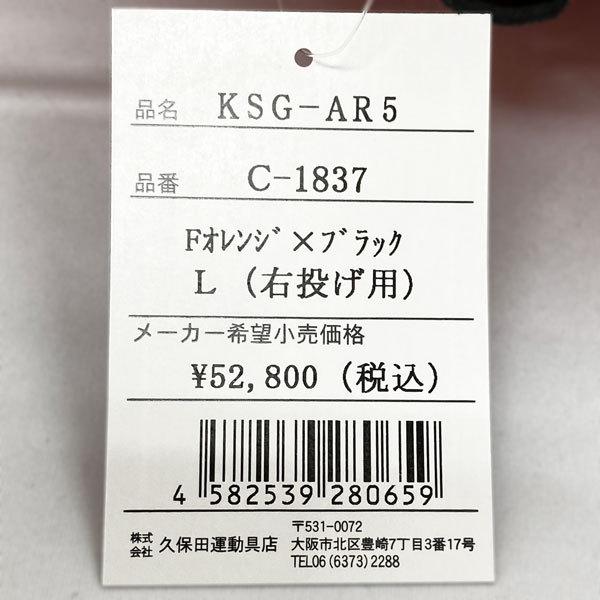 品名 KSG-AR5
品番 C-1837
Fｵﾚﾝｼﾞ×ﾌﾞﾗｯｸ
L (右投げ用)
メーカー希望小売価格
¥52,800 (税込)
4 582539 280659
株式会社 久保田運動具店
〒531-0072
大阪市北区豊崎7丁目3番17号
TEL06(6373)2288